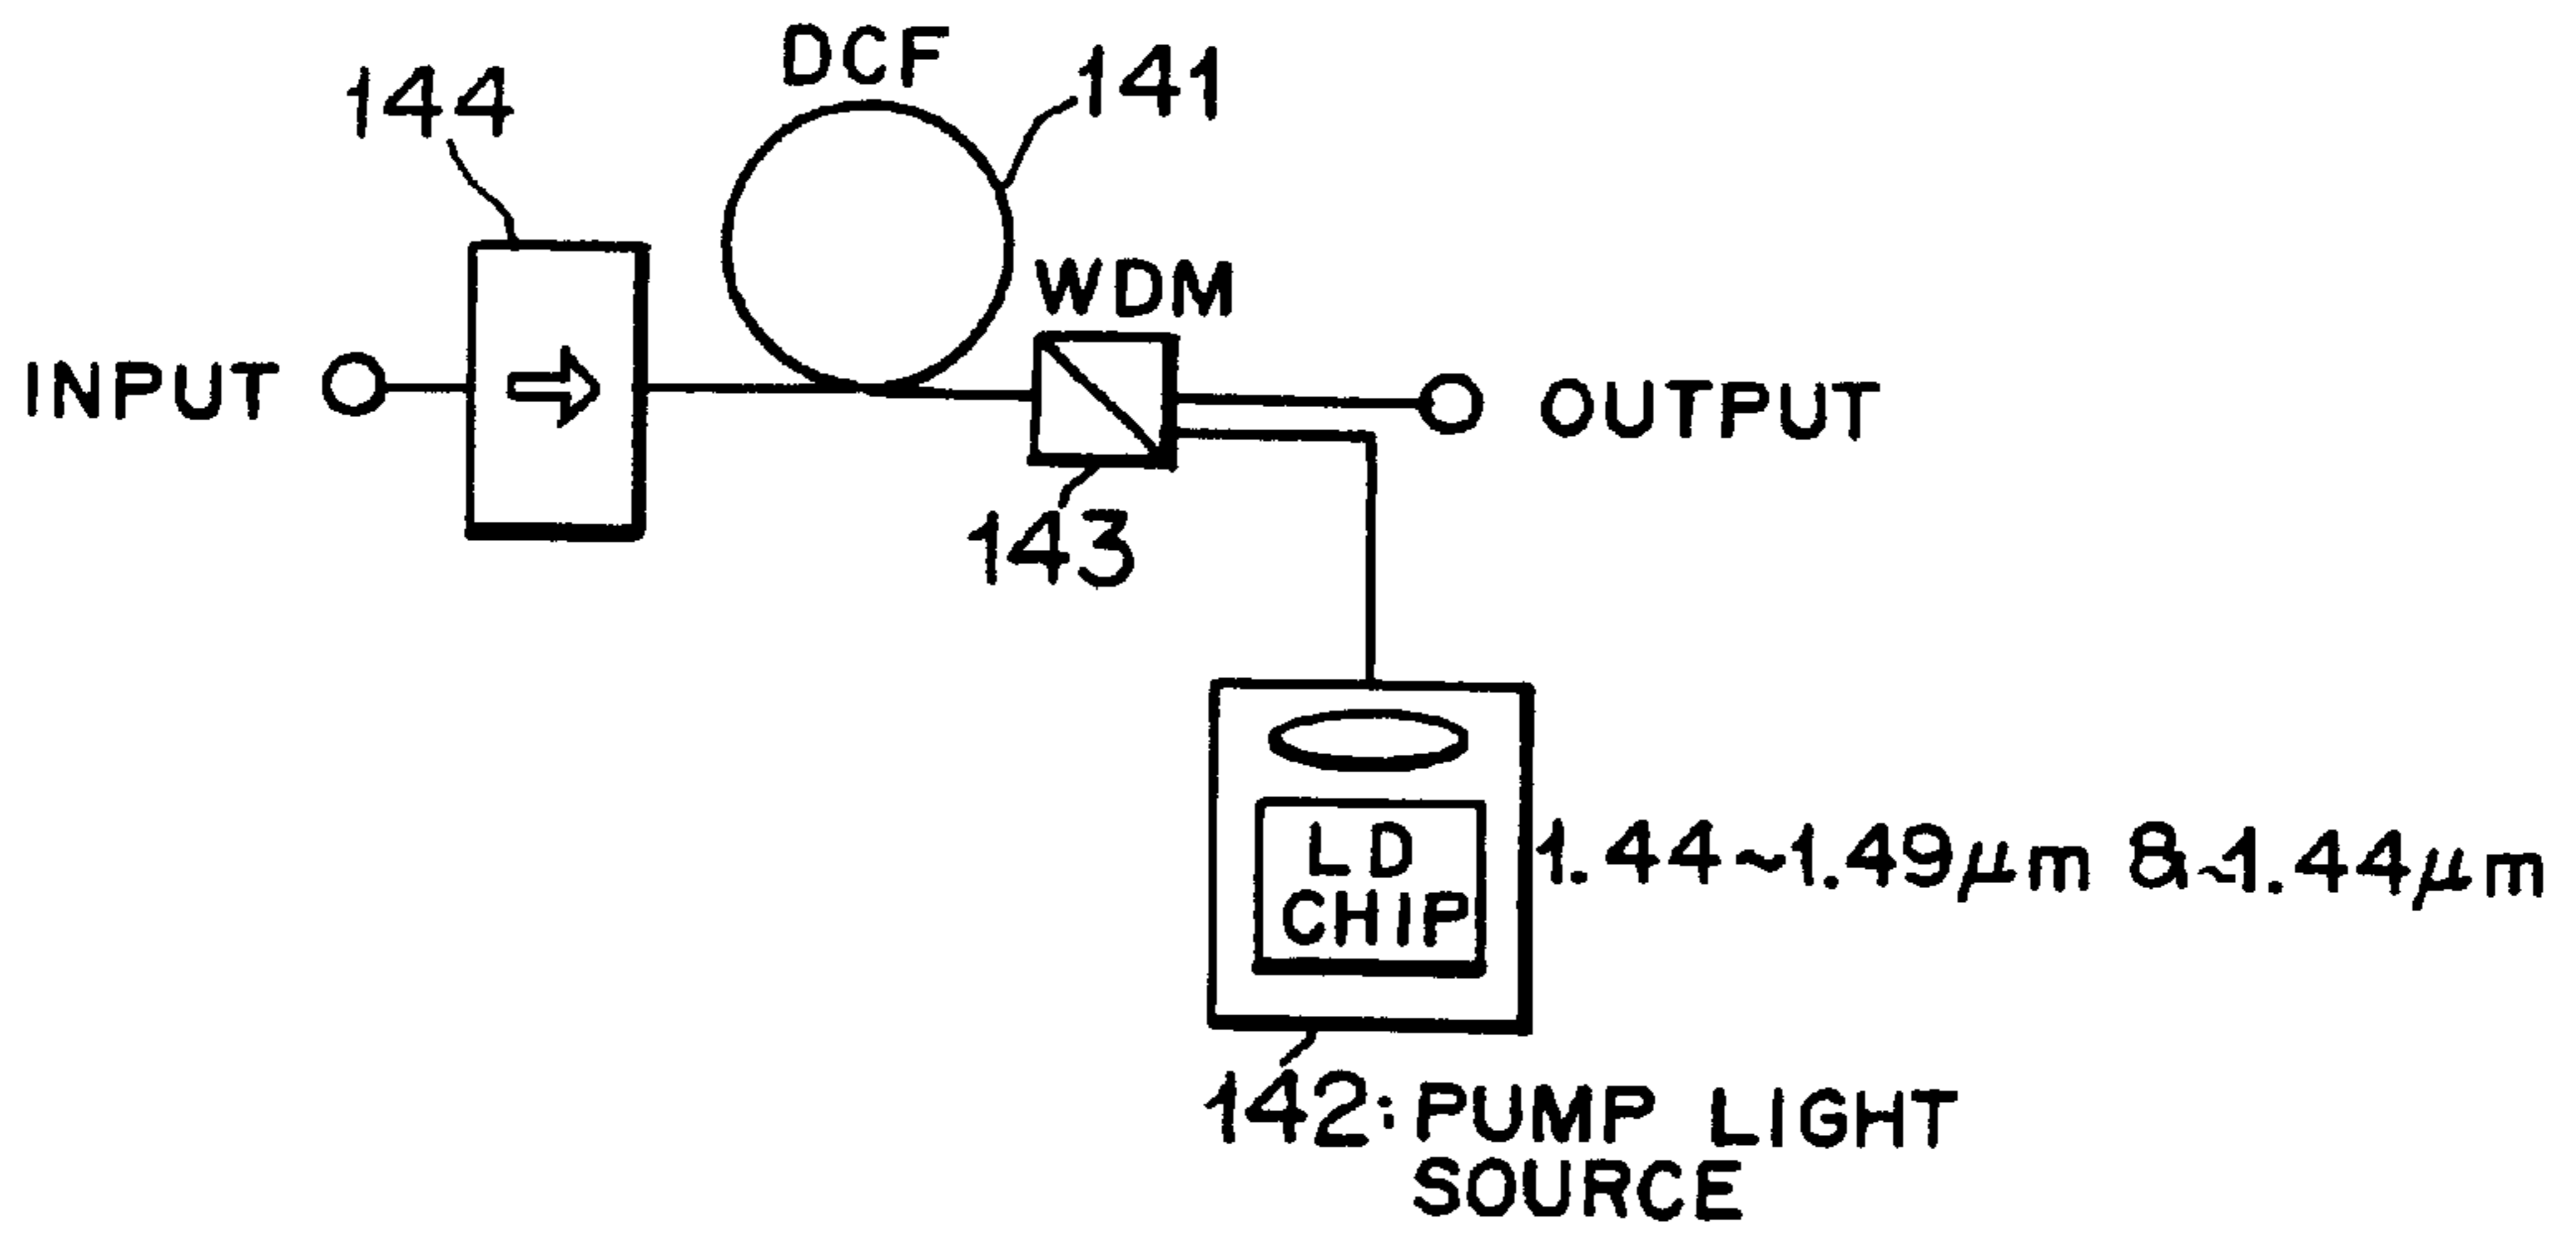 DCF
144
141
WDM
INPUT
OUTPUT
143
LD
CHIP
1.44~1.49μm & ~1.44μm
142: PUMP LIGHT
SOURCE